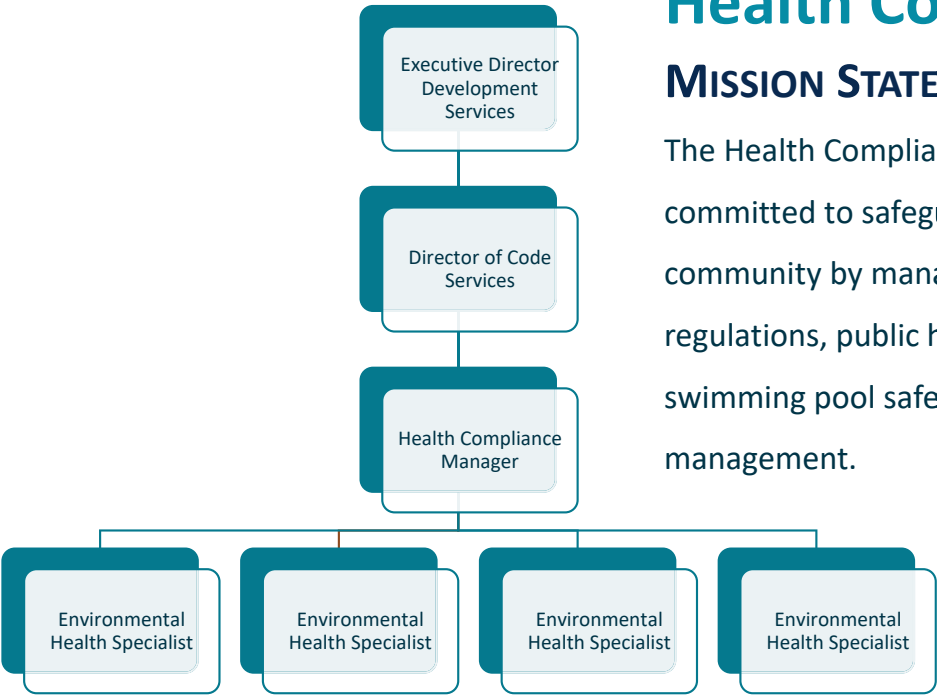 Health Co
MISSION STATE
The Health Complia
committed to safegu
community by mana
regulations, public h
swimming pool safe
management.
Executive Director
Development
Services
Director of Code
Services
Health Compliance
Manager
Environmental
Health Specialist
Environmental
Health Specialist
Environmental
Health Specialist
Environmental
Health Specialist